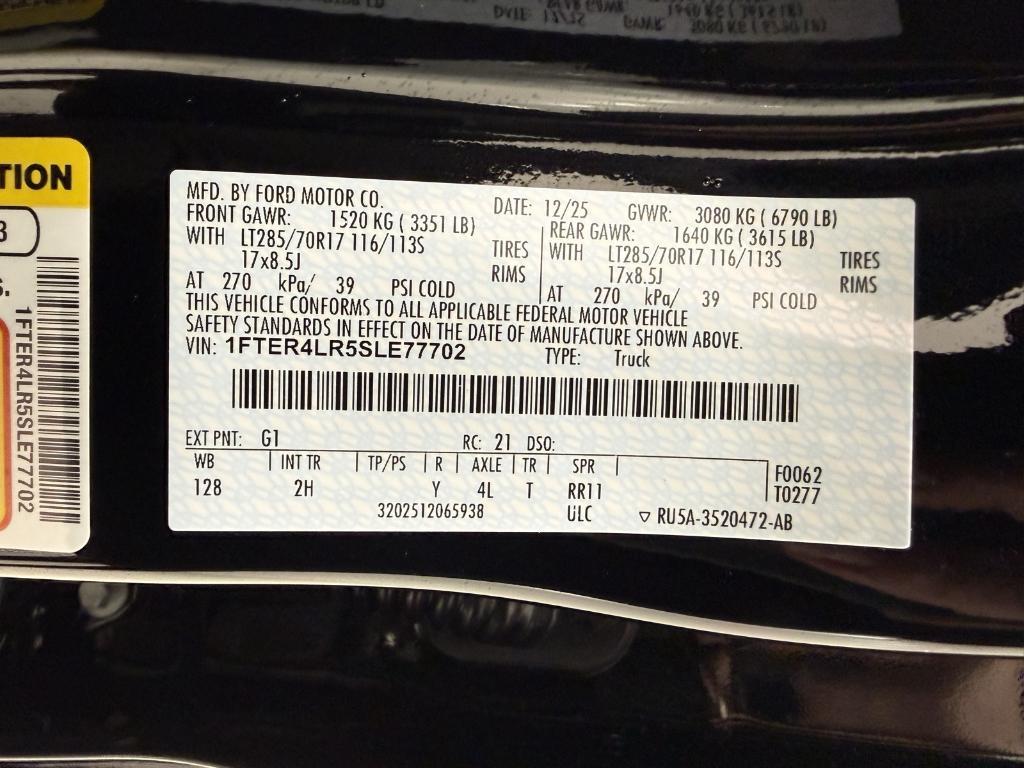 MFD. BY FORD MOTOR CO. DATE: 12/25 GVWR: 3080 KG ( 6790 LB)
FRONT GAWR: 1520 KG ( 3351 LB) REAR GAWR: 1640 KG ( 3615 LB)
WITH LT285/70R17 116/113S TIRES WITH LT285/70R17 116/113S TIRES
17x8.5J RIMS 17x8.5J RIMS
AT 270 kPa/ 39 PSI COLD AT 270 kPa/ 39 PSI COLD
THIS VEHICLE CONFORMS TO ALL APPLICABLE FEDERAL MOTOR VEHICLE
SAFETY STANDARDS IN EFFECT ON THE DATE OF MANUFACTURE SHOWN ABOVE.
VIN: 1FTER4LR5SLE77702 TYPE: Truck
EXT PNT: G1 RC: 21 DSO:
WB INT TR TP/PS R AXLE TR SPR
128 2H Y 4L T RR11
F0062
T0277
3202512065938 ULC ▽ RU5A-3520472-AB
TION
3
S.
1FTER4LR5SLE77702